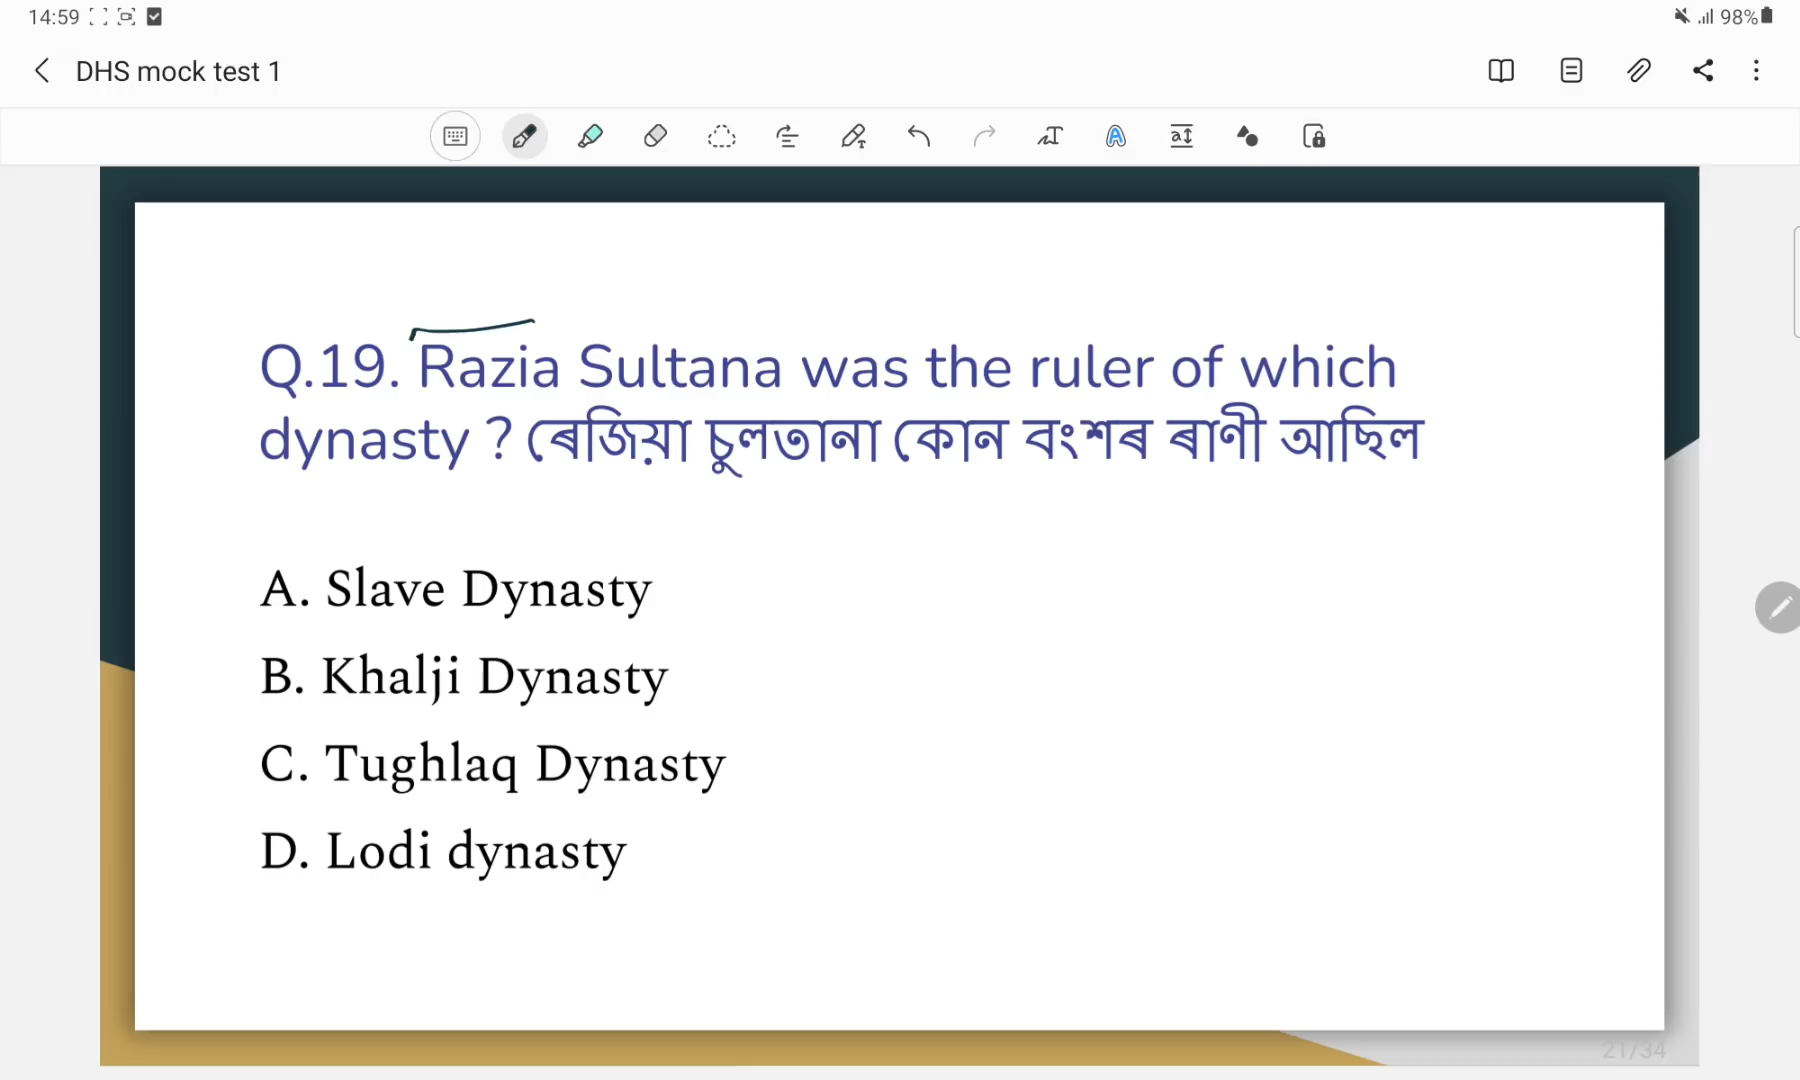 14:59
98%
DHS mock test 1
Q.19. Razia Sultana was the ruler of which
dynasty ? ৰেজিয়া চুলতানা কোন বংশৰ ৰাণী আছিল
A. Slave Dynasty
B. Khalji Dynasty
C. Tughlaq Dynasty
D. Lodi dynasty
21/34